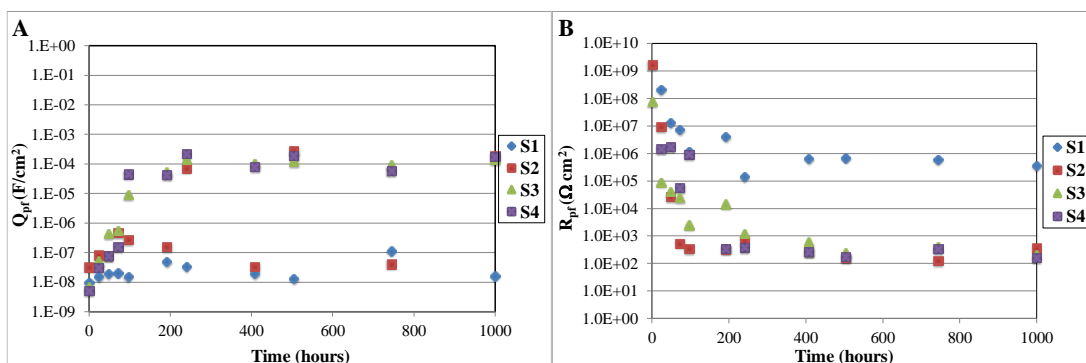 A
1.E+00
1.E-01
1.E-02
1.E-03
1.E-04
1.E-05
1.E-06
1.E-07
1.E-08
1.E-09
Qpf (F/cm²)
0 200 400 600 800 1000
Time (hours)
S1
S2
S3
S4
B
1.0E+10
1.0E+09
1.0E+08
1.0E+07
1.0E+06
1.0E+05
1.0E+04
1.0E+03
1.0E+02
1.0E+01
1.0E+00
Rpf (Ω cm²)
0 200 400 600 800 1000
Time (hours)
S1
S2
S3
S4